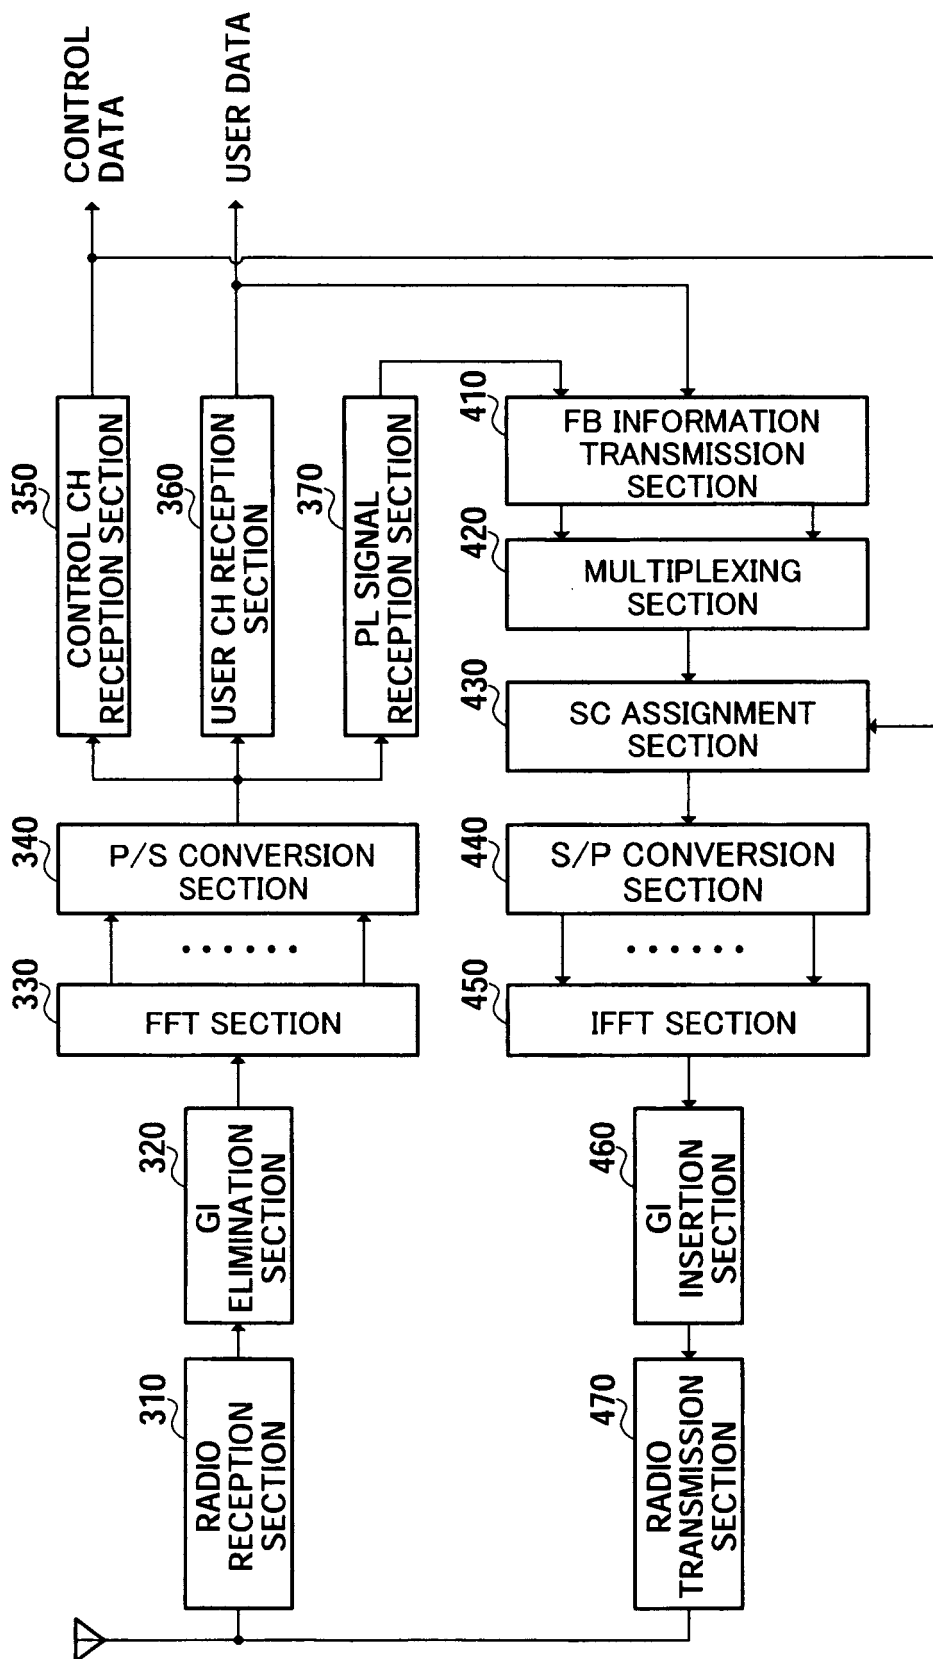 310
RADIO
RECEPTION
SECTION
320
GI
ELIMINATION
SECTION
330
FFT SECTION
340
P/S CONVERSION
SECTION
350
CONTROL CH
RECEPTION SECTION
360
USER CH RECEPTION
SECTION
370
PL SIGNAL
RECEPTION SECTION
CONTROL
DATA
USER DATA
410
FB INFORMATION
TRANSMISSION
SECTION
420
MULTIPLEXING
SECTION
430
SC ASSIGNMENT
SECTION
440
S/P CONVERSION
SECTION
450
IFFT SECTION
460
GI
INSERTION
SECTION
470
RADIO
TRANSMISSION
SECTION